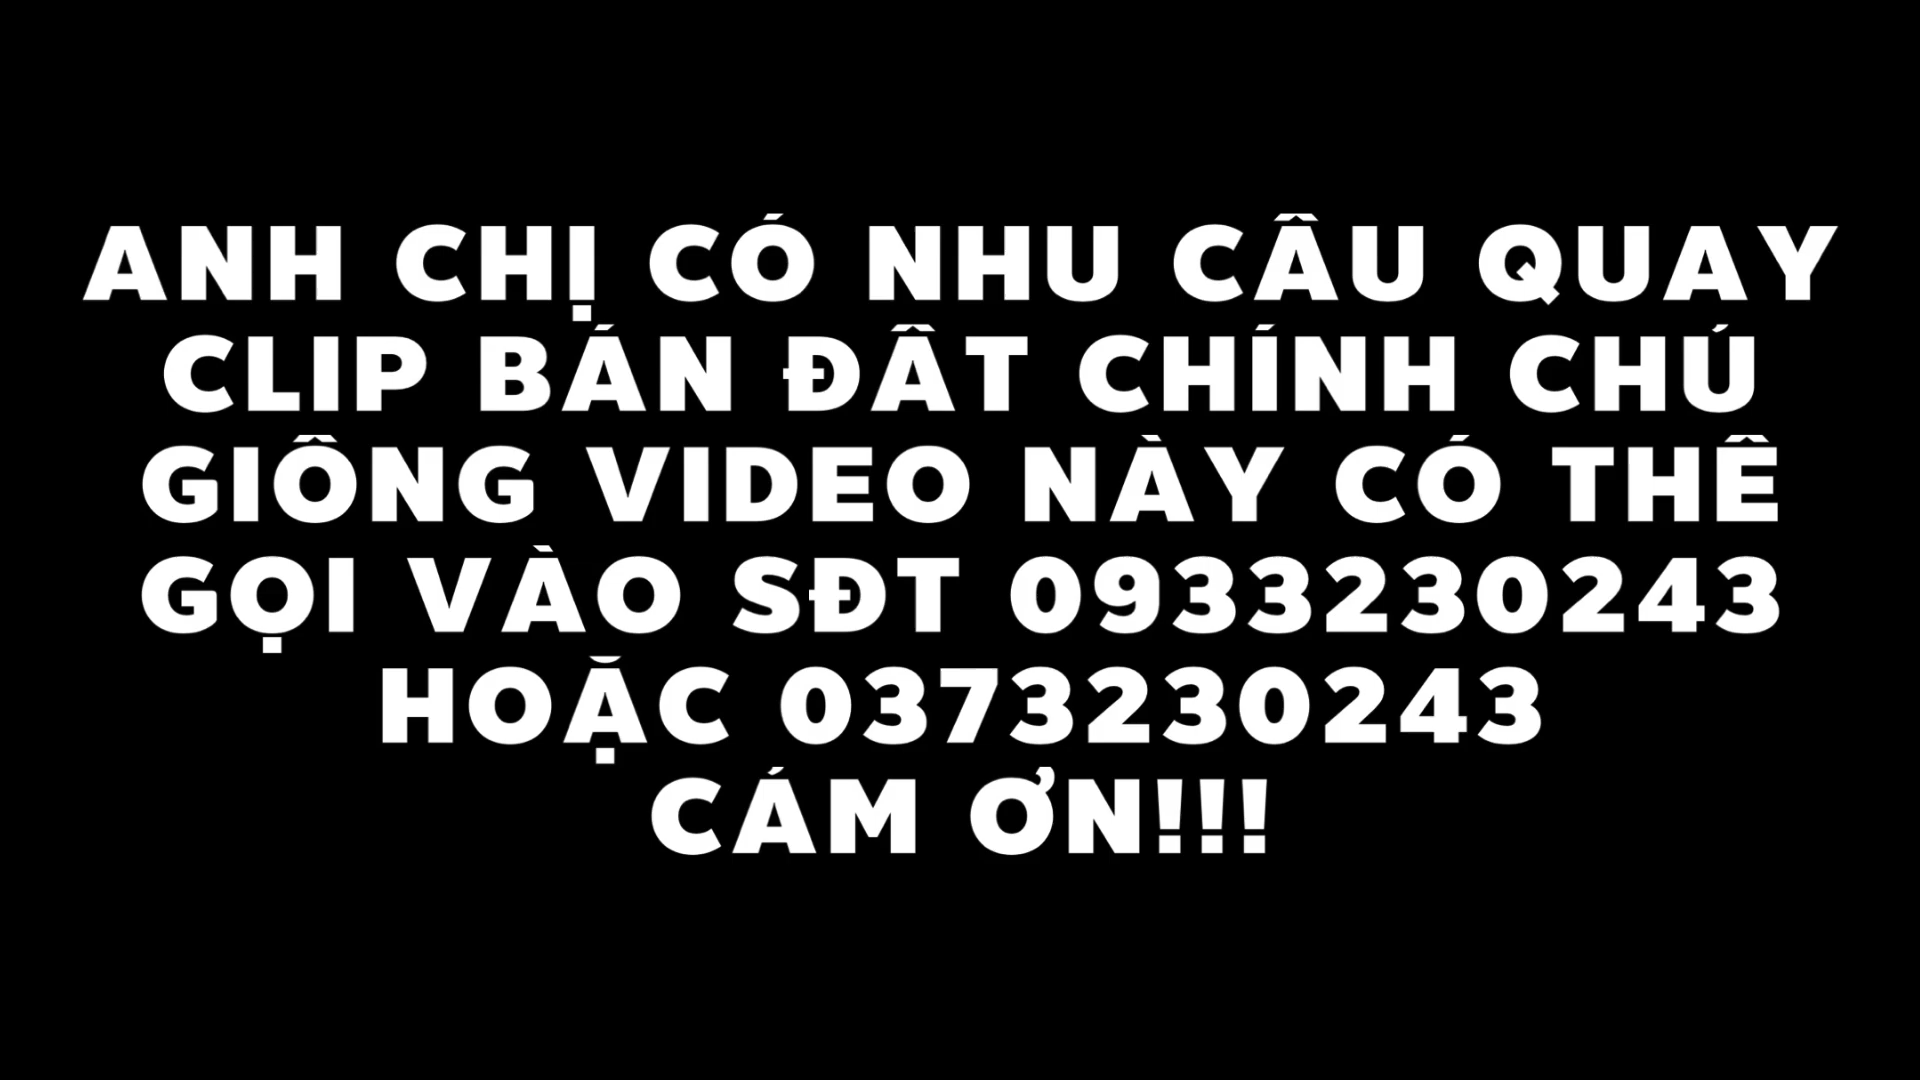 ANH CHỊ CÓ NHU CẦU QUAY
CLIP BÁN ĐẤT CHÍNH CHỦ
GIỐNG VIDEO NÀY CÓ THỂ
GỌI VÀO SĐT 0933230243
HOẶC 0373230243
CÁM ƠN!!!